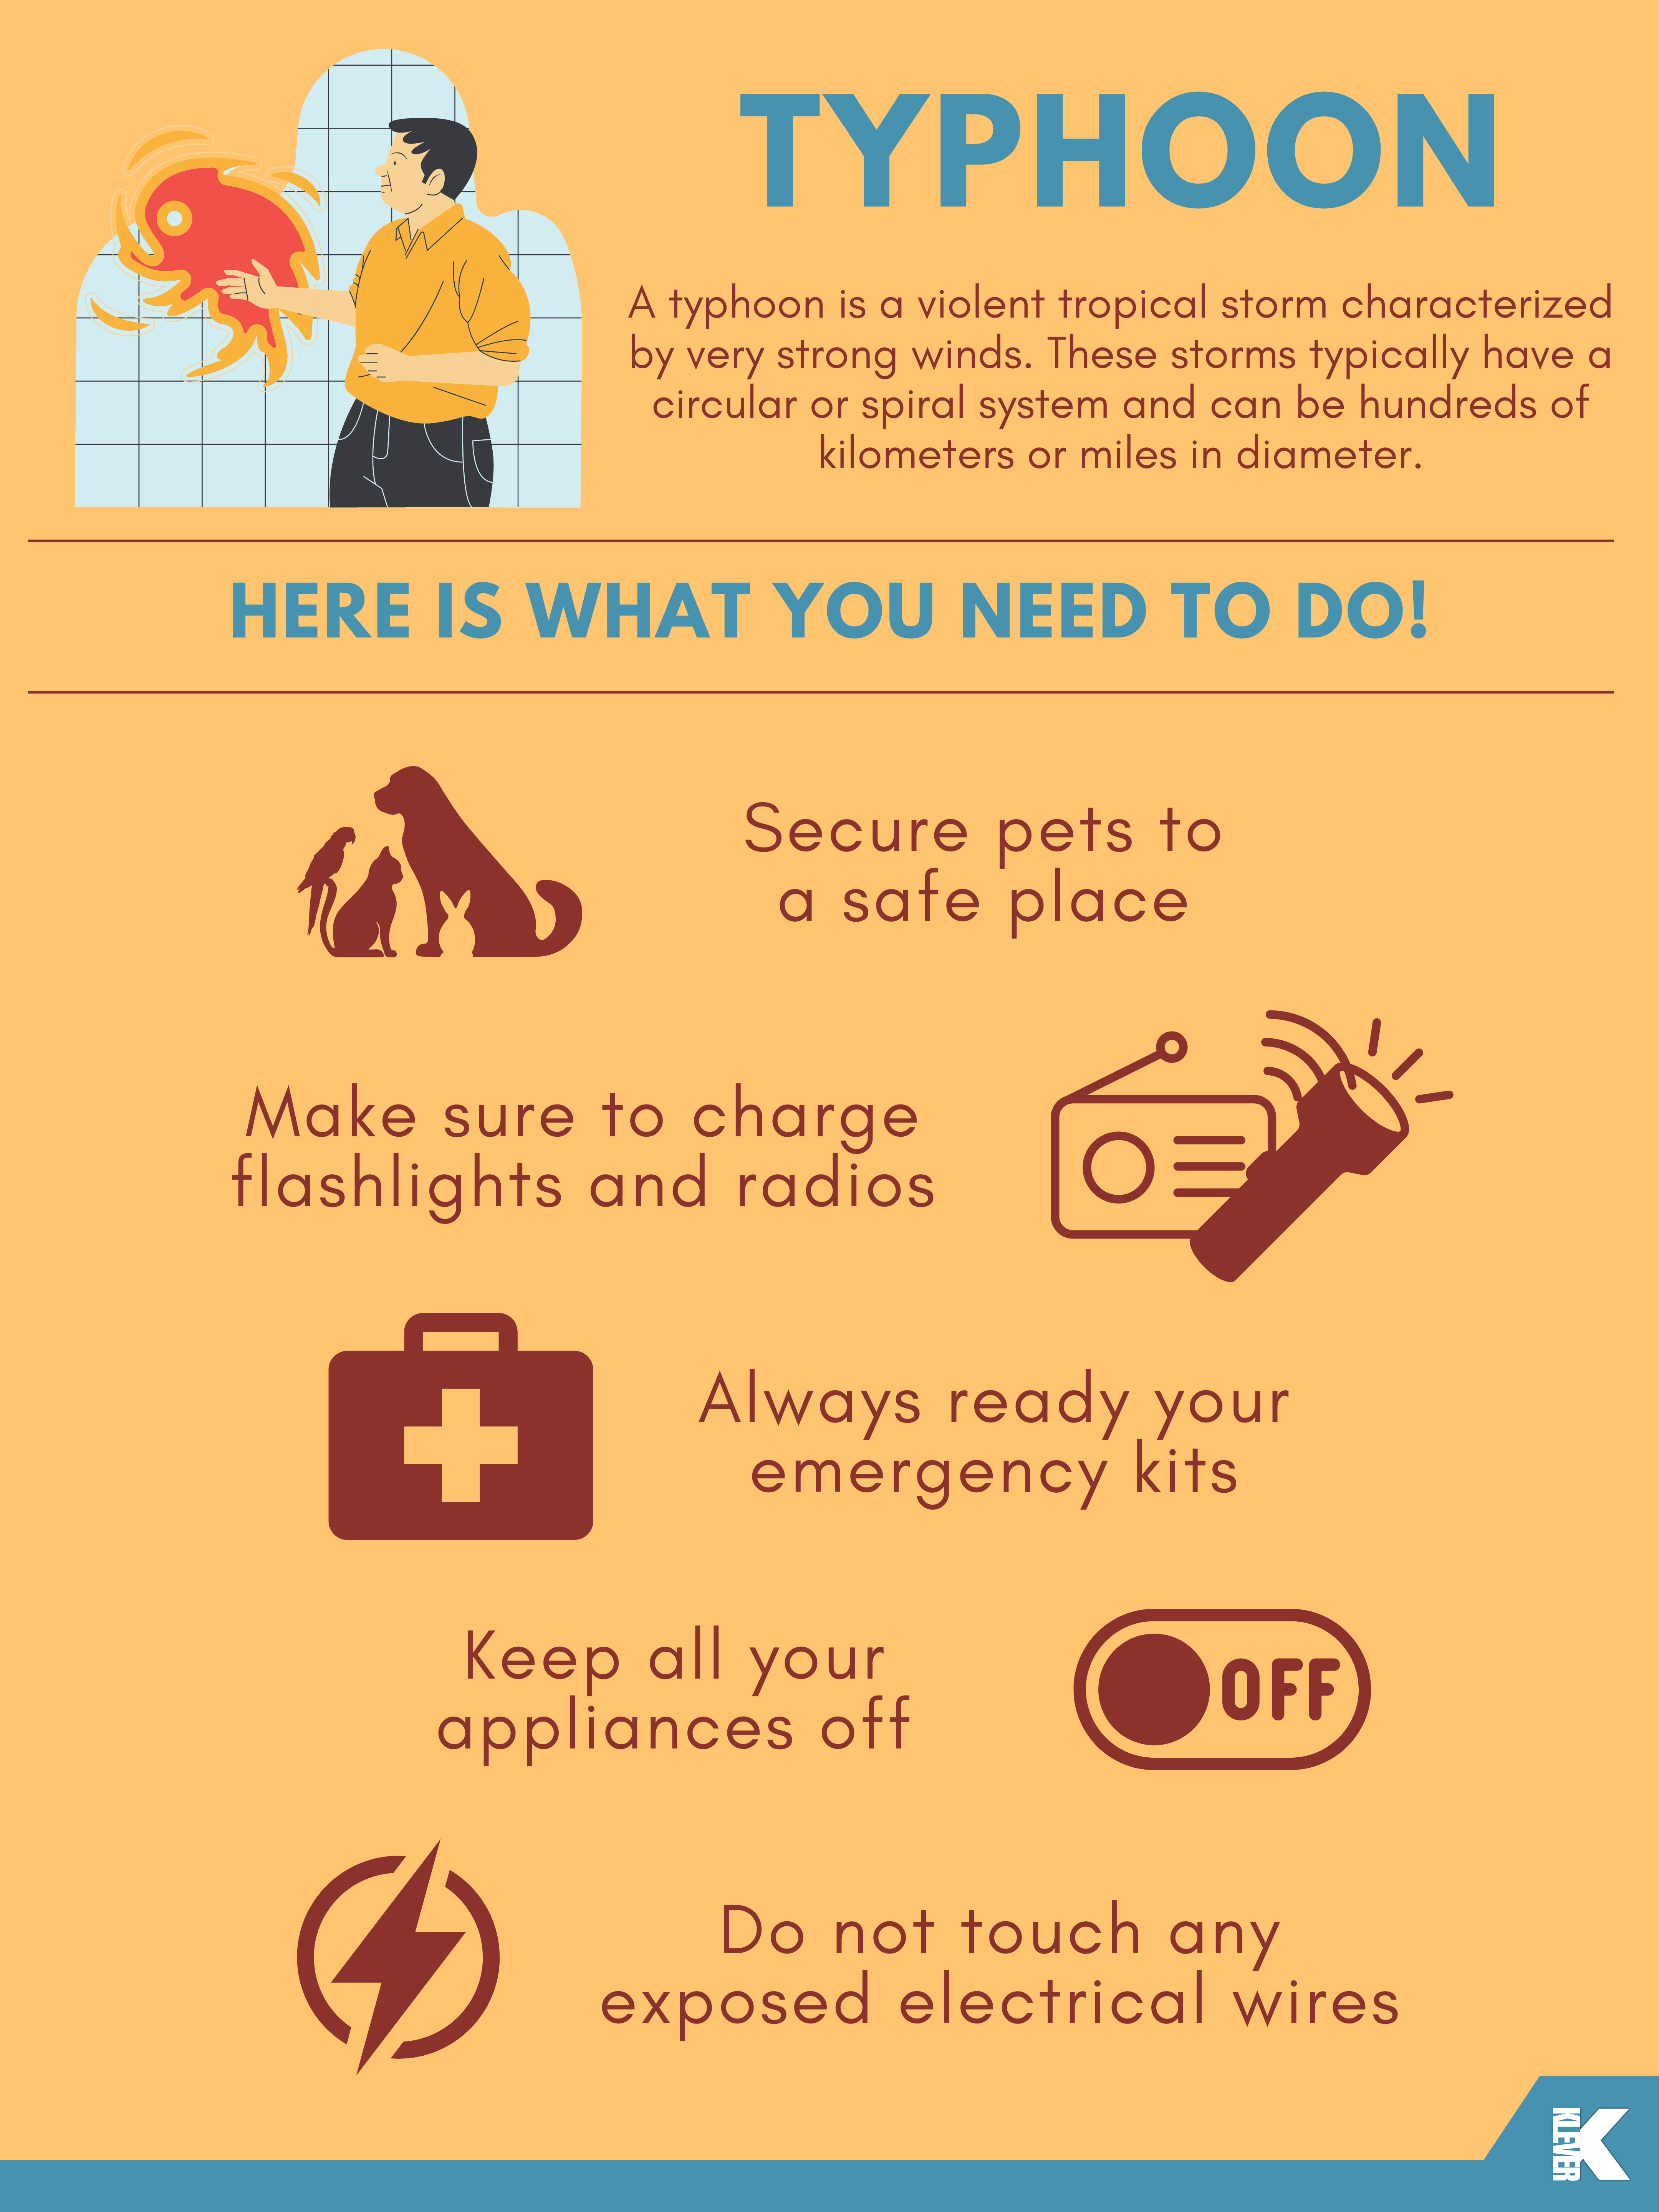 TYPHOON
A typhoon is a violent tropical storm characterized
by very strong winds. These storms typically have a
circular or spiral system and can be hundreds of
kilometers or miles in diameter.
HERE IS WHAT YOU NEED TO DO!
Secure pets to
a safe place
Make sure to charge
flashlights and radios
Always ready your
emergency kits
Keep all your
appliances off
OFF
Do not touch any
exposed electrical wires
KLEVER
K